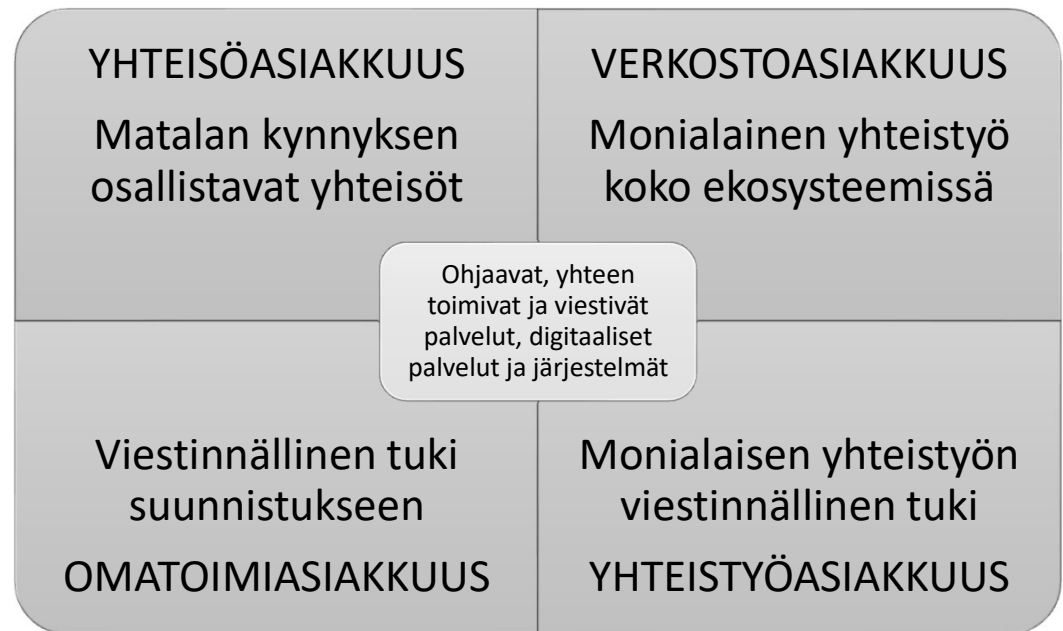 YHTEISÖASIAKKUUS
Matalan kynnyksen
osallistavat yhteisöt
VERKOSTOASIAKKUUS
Monialainen yhteistyö
koko ekosysteemissä
Ohjaavat, yhteen
toimivat ja viestivät
palvelut, digitaaliset
palvelut ja järjestelmät
Viestinnällinen tuki
suunnistukseen
OMATOIMIASIAKKUUS
Monialaisen yhteistyön
viestinnällinen tuki
YHTEISTYÖASIAKKUUS